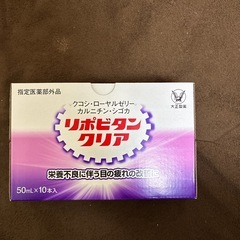 指定医薬部外品
クコシ・ローヤルゼリー
カルニチン・シゴカ
大正製薬
リポビタン
クリア
栄養不良に伴う目の疲れの改善に
50mL×10本入